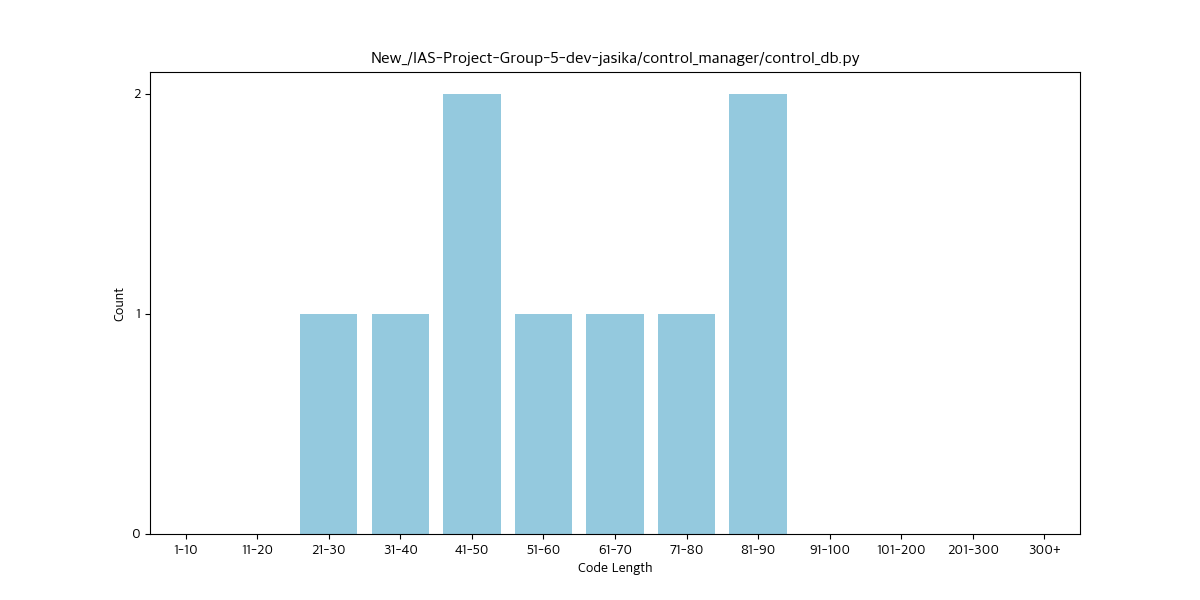 New_/IAS-Project-Group-5-dev-jasika/control_manager/control_db.py
2
1
0
Count
1-10 11-20 21-30 31-40 41-50 51-60 61-70 71-80 81-90 91-100 101-200 201-300 300+
Code Length